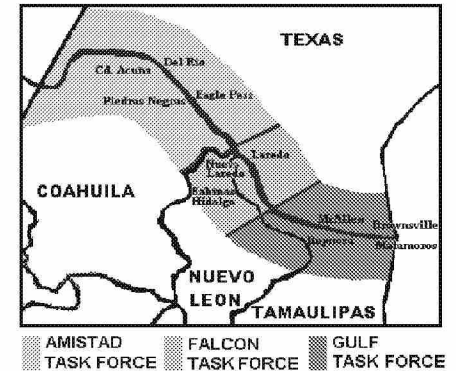 TEXAS
Del Rio
Cd. Acuna
Eagle Pass
Piedras Negras
Laredo
Nuevo
Laredo
Sabinas
Hidalgo
COAHUILA
McAllen
Brownsville
Reynosa
Matamoros
NUEVO
LEON
TAMAULIPAS
AMISTAD
TASK FORCE
FALCON
TASK FORCE
GULF
TASK FORCE